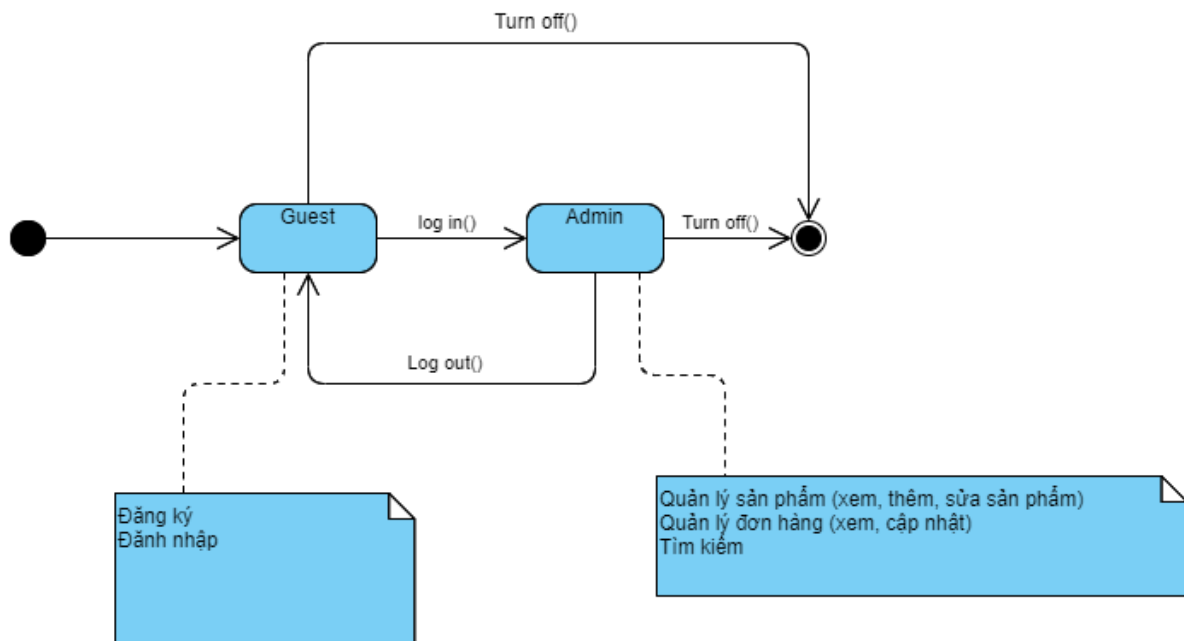 Turn off()
Guest
log in()
Admin
Turn off()
Log out()
Đăng ký
Đănh nhập
Quản lý sản phẩm (xem, thêm, sửa sản phẩm)
Quản lý đơn hàng (xem, cập nhật)
Tìm kiếm